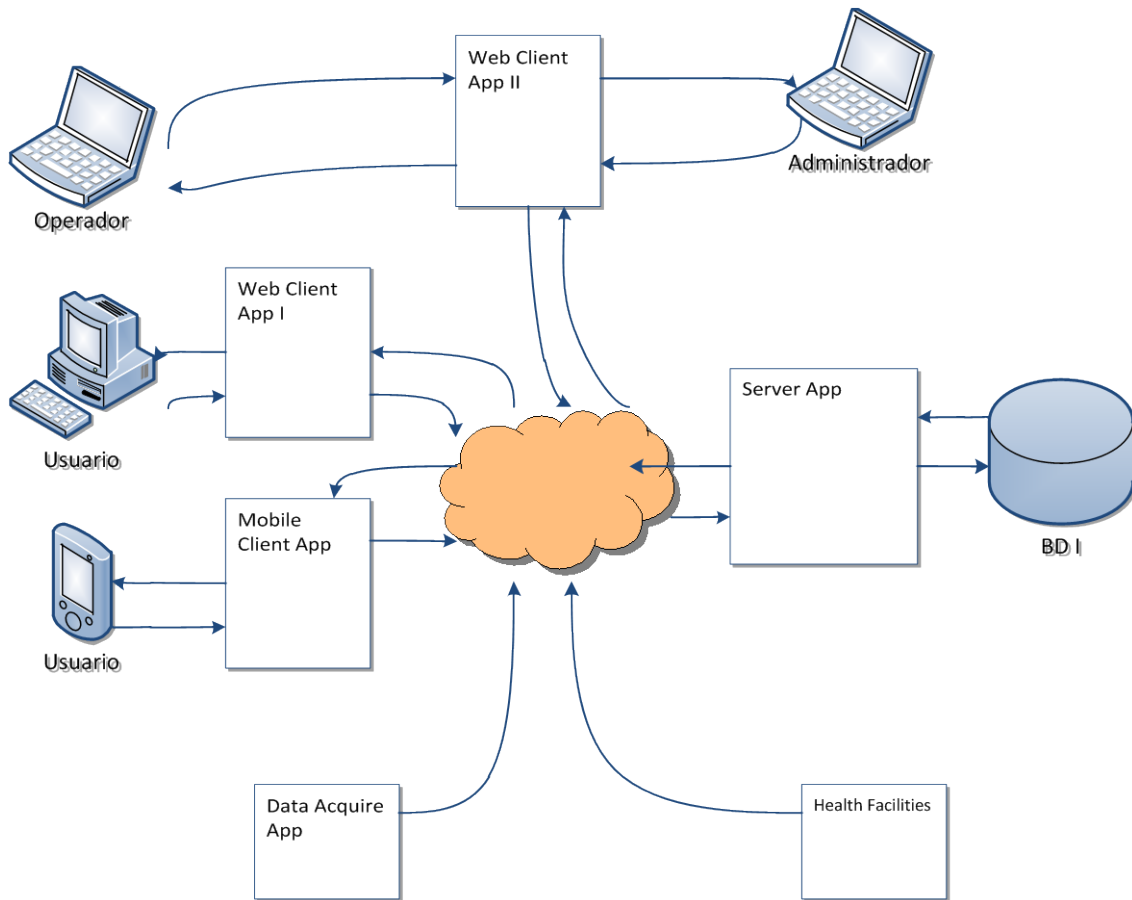 Web Client
App II
Administrador
Operador
Web Client
App I
Usuario
Server App
BD I
Mobile
Client App
Usuario
Data Acquire
App
Health Facilities